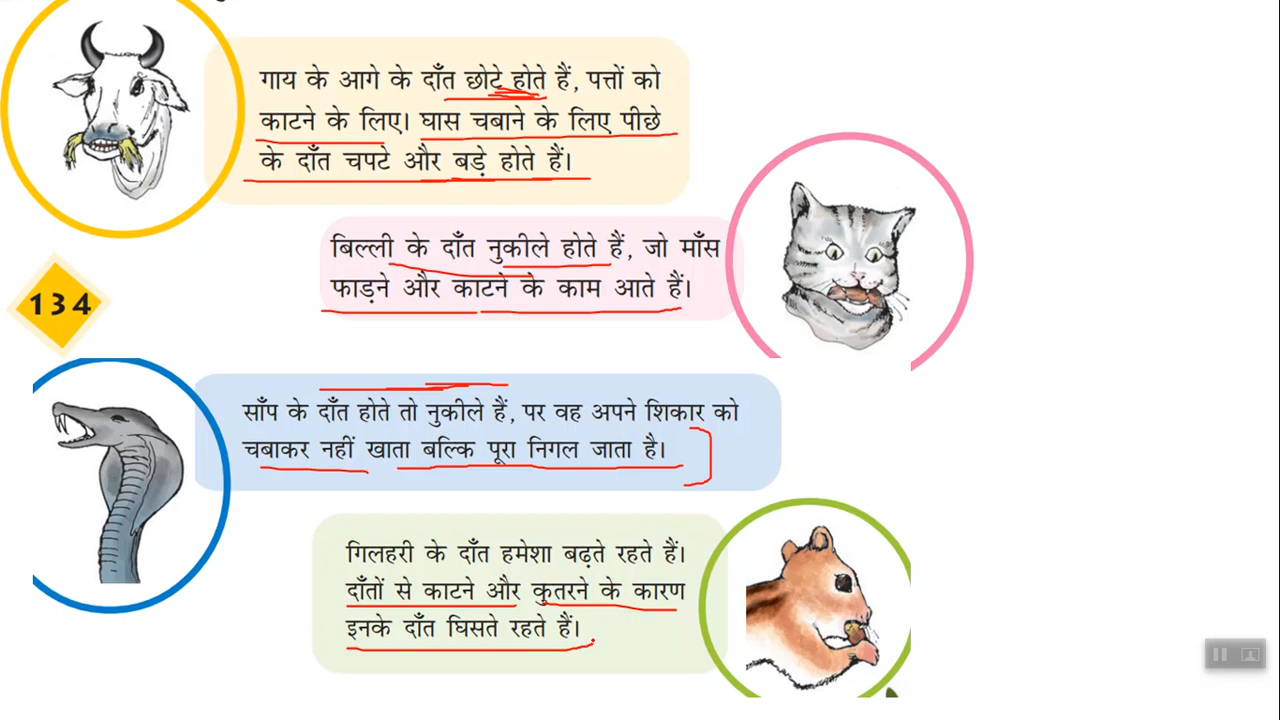 गाय के आगे के दाँत छोटे होते हैं, पत्तों को
काटने के लिए। घास चबाने के लिए पीछे
के दाँत चपटे और बड़े होते हैं।
बिल्ली के दाँत नुकीले होते हैं, जो माँस
फाड़ने और काटने के काम आते हैं।
134
साँप के दाँत होते तो नुकीले हैं, पर वह अपने शिकार को
चबाकर नहीं खाता बल्कि पूरा निगल जाता है।
गिलहरी के दाँत हमेशा बढ़ते रहते हैं।
दाँतों से काटने और कुतरने के कारण
इनके दाँत घिसते रहते हैं।